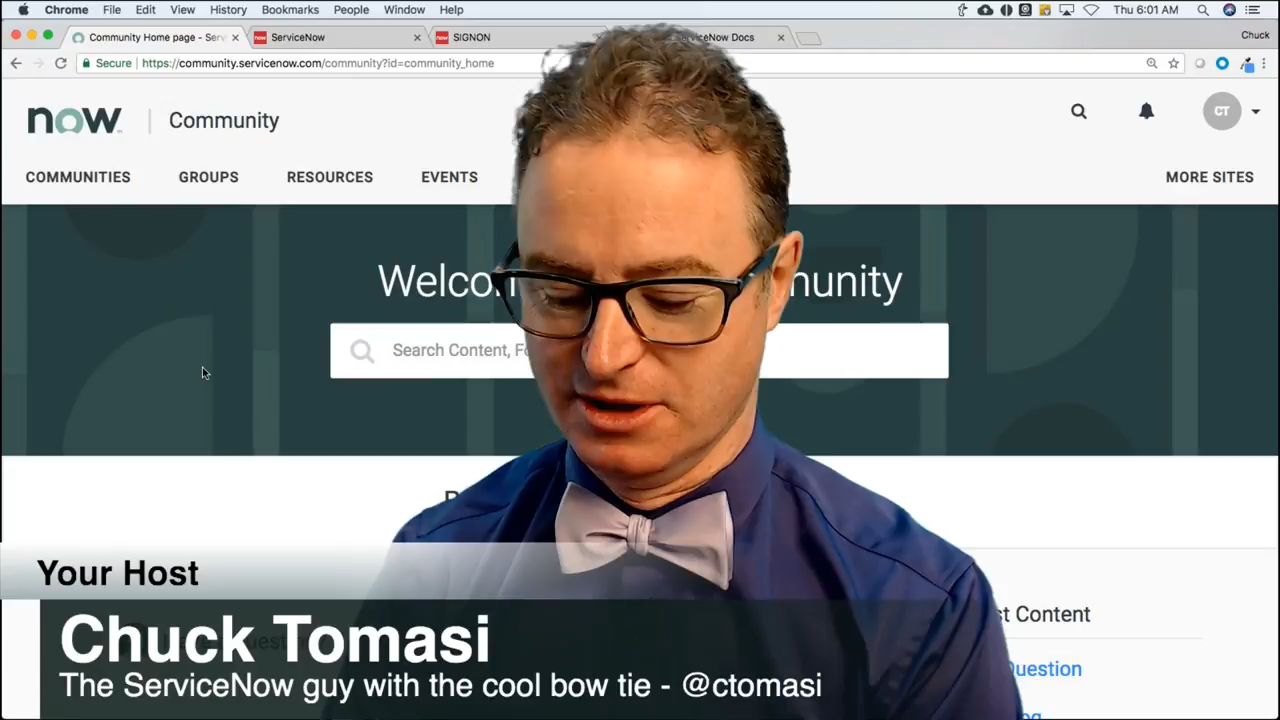 Chrome File Edit View History Bookmarks People Window Help Thu 6:01 AM
Community Home page - Serv ServiceNow SIGNON ServiceNow Docs Chuck
Secure https://community.servicenow.com/community?id=community_home
now Community CT
COMMUNITIES GROUPS RESOURCES EVENTS MORE SITES
Welcom munity
Search Content, Fo
Your Host
st Content
Chuck Tomasi
Question
The ServiceNow guy with the cool bow tie - @ctomasi